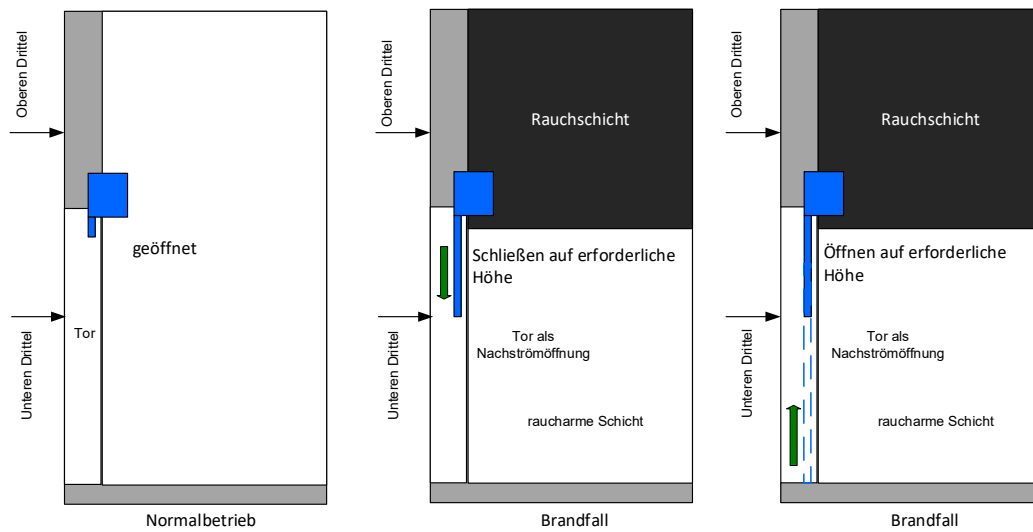 Oberen Drittel
geöffnet
Tor
Unteren Drittel
Normalbetrieb
Oberen Drittel
Rauchschicht
Schließen auf erforderliche
Höhe
Tor als
Nachströmöffnung
Unteren Drittel
raucharme Schicht
Brandfall
Oberen Drittel
Rauchschicht
Öffnen auf erforderliche
Höhe
Tor als
Nachströmöffnung
Unteren Drittel
raucharme Schicht
Brandfall